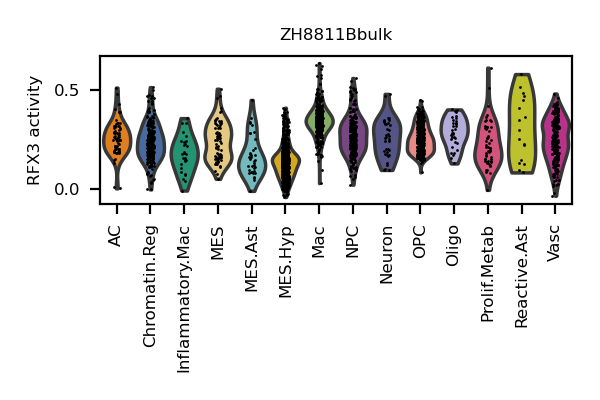 ZH8811Bbulk
RFX3 activity
0.5
0.0
AC
Chromatin.Reg
Inflammatory.Mac
MES
MES.Ast
MES.Hyp
Mac
NPC
Neuron
OPC
Oligo
Prolif.Metab
Reactive.Ast
Vasc